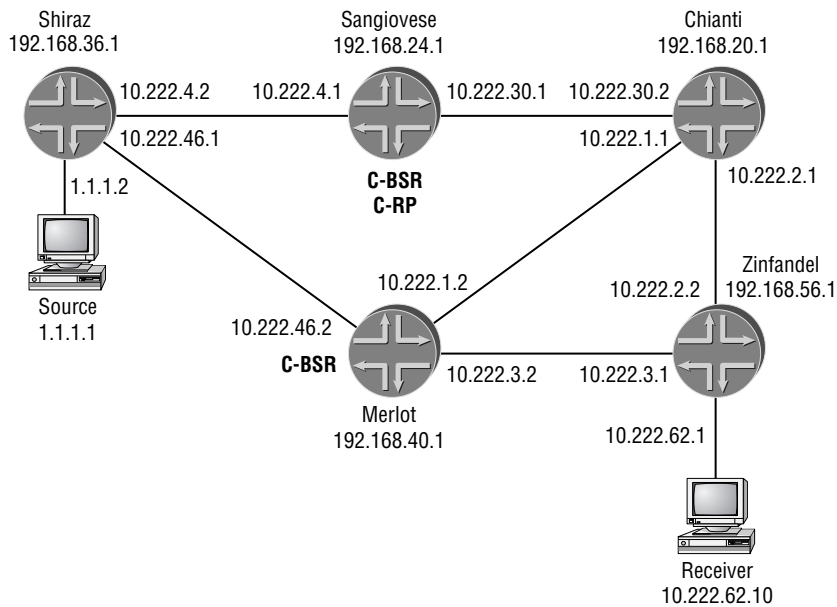 Shiraz
192.168.36.1
Sangiovese
192.168.24.1
Chianti
192.168.20.1
10.222.4.2
10.222.4.1
10.222.30.1
10.222.30.2
10.222.46.1
10.222.1.1
1.1.1.2
C-BSR
C-RP
10.222.2.1
Source
1.1.1.1
10.222.1.2
Zinfandel
192.168.56.1
10.222.2.2
10.222.46.2
C-BSR
10.222.3.2
10.222.3.1
Merlot
192.168.40.1
10.222.62.1
Receiver
10.222.62.10